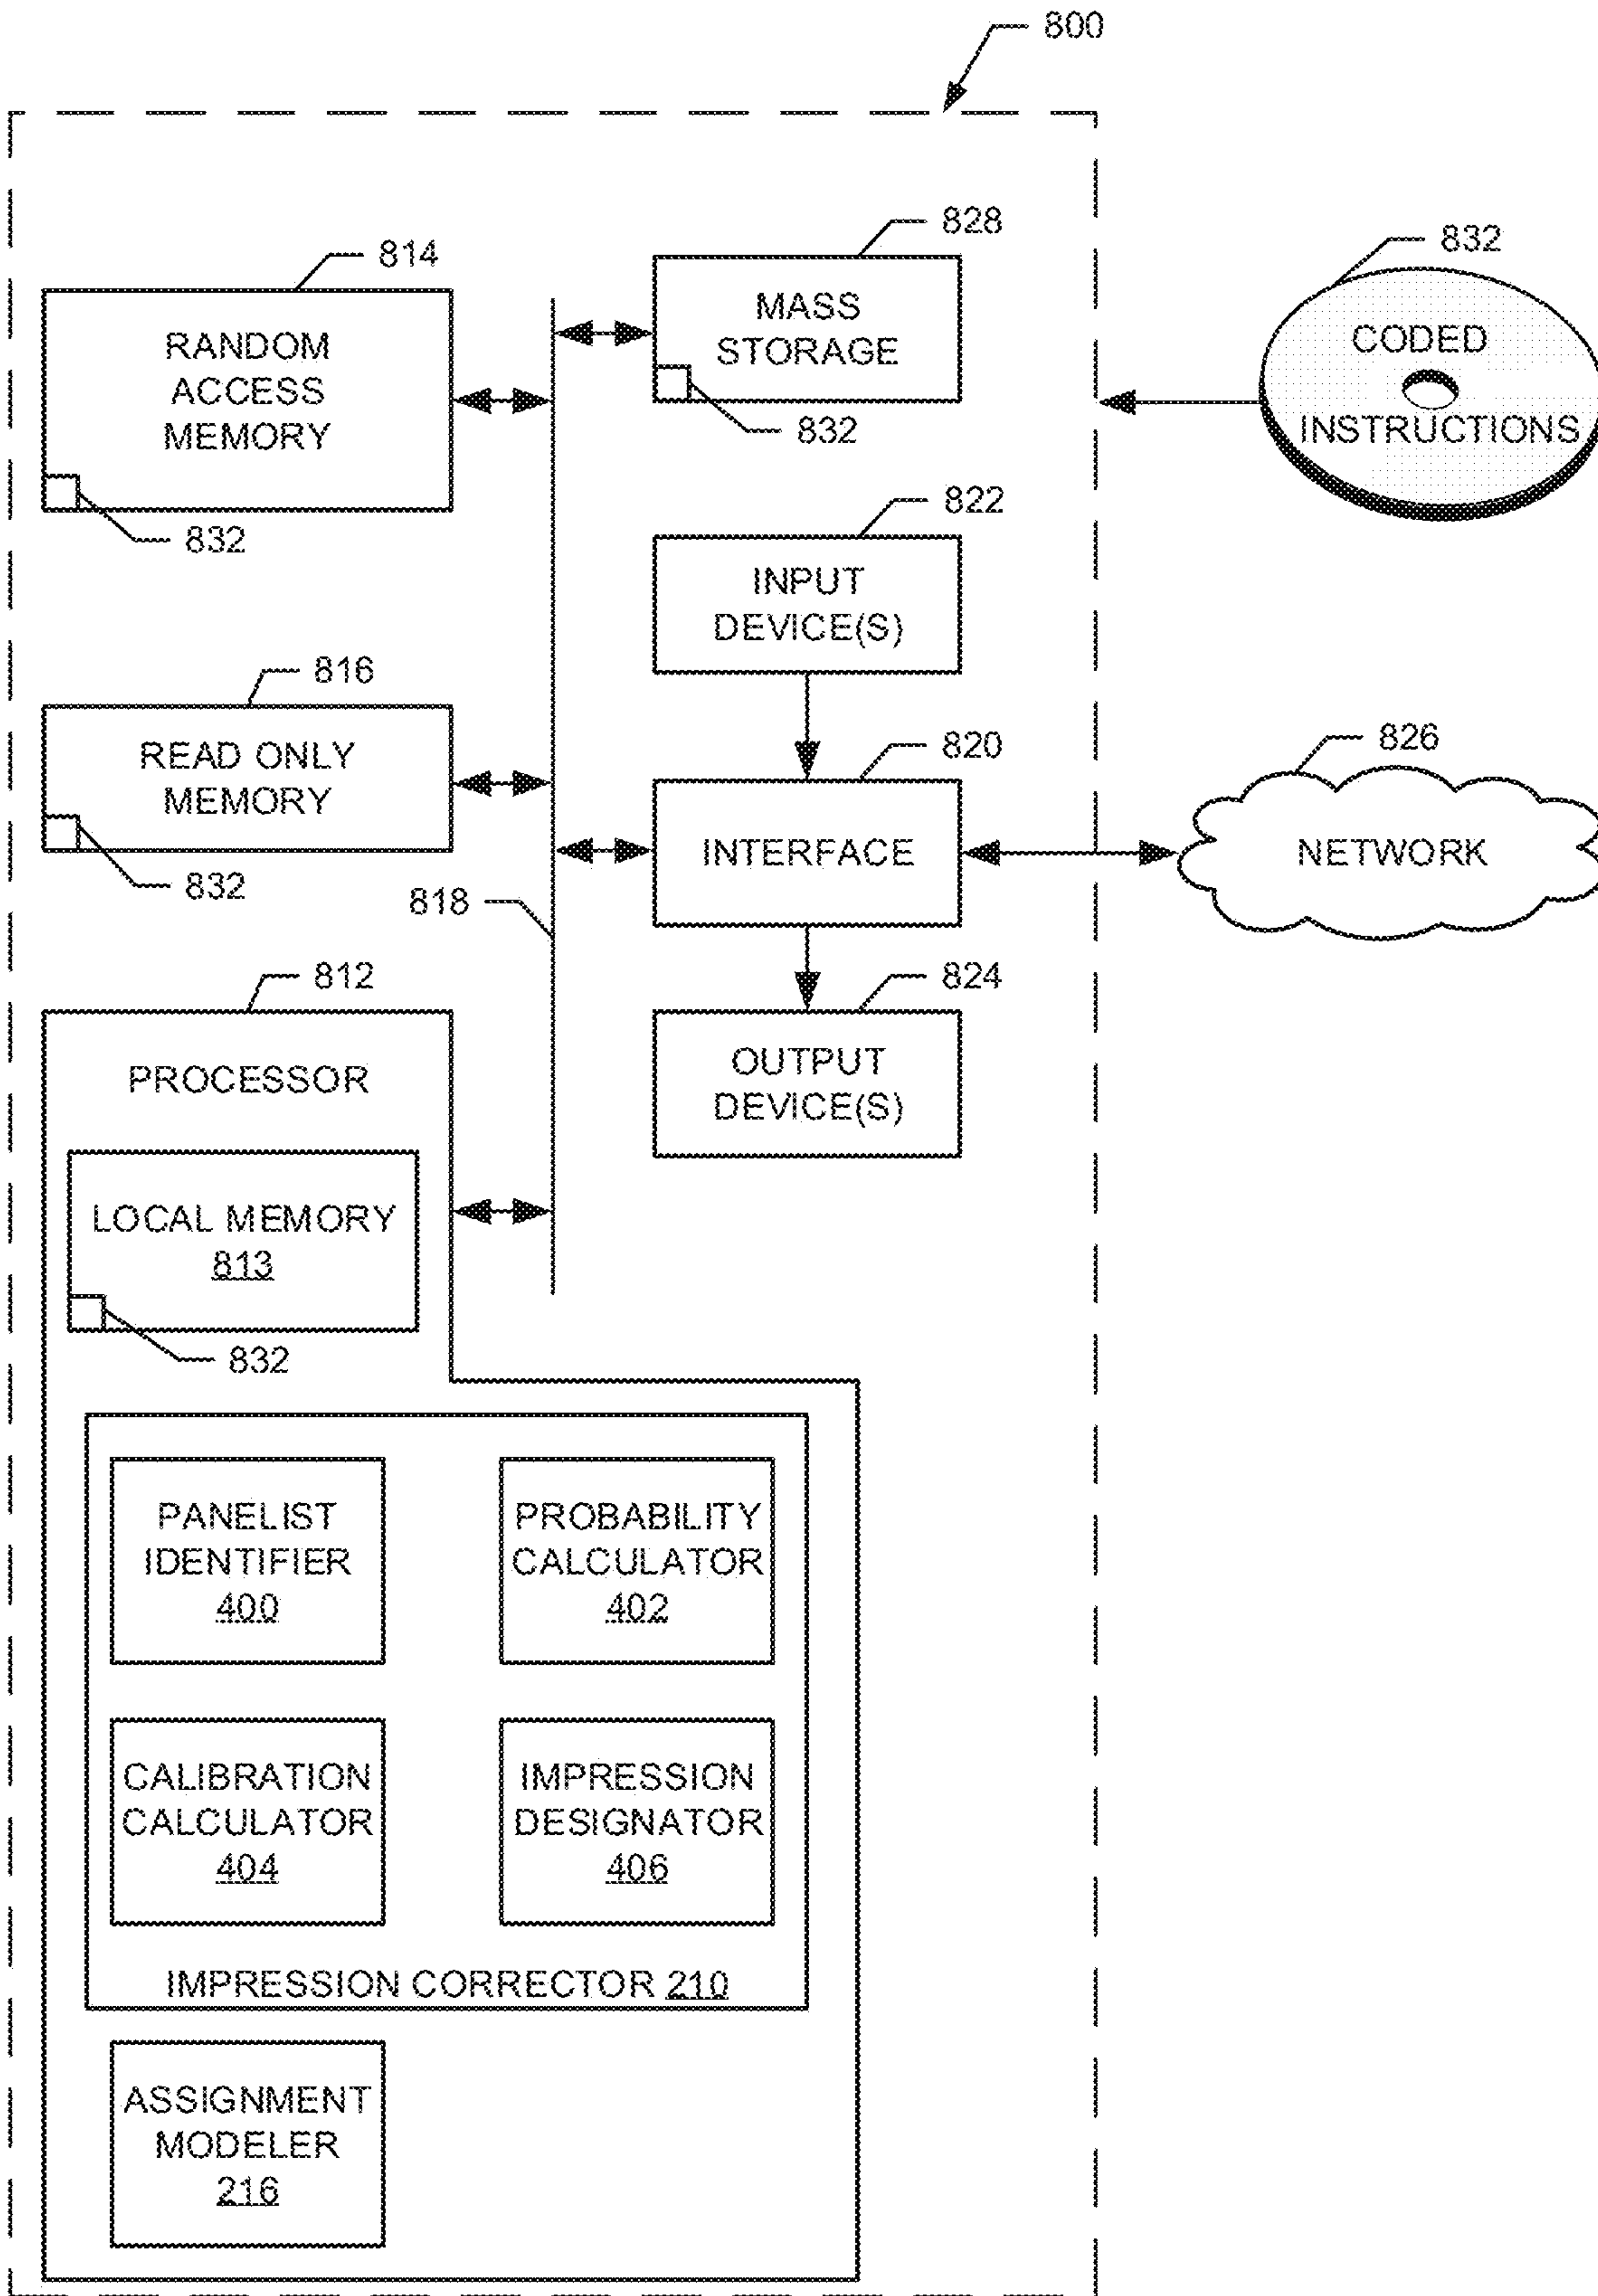 800
814
RANDOM
ACCESS
MEMORY
832
828
MASS
STORAGE
832
832
CODED
INSTRUCTIONS
822
INPUT
DEVICE(S)
816
READ ONLY
MEMORY
832
820
INTERFACE
826
NETWORK
818
824
OUTPUT
DEVICE(S)
812
PROCESSOR
LOCAL MEMORY
813
832
PANELIST
IDENTIFIER
400
PROBABILITY
CALCULATOR
402
CALIBRATION
CALCULATOR
404
IMPRESSION
DESIGNATOR
406
IMPRESSION CORRECTOR 210
ASSIGNMENT
MODELER
216